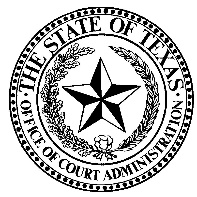 THE STATE OF TEXAS
OFFICE OF COURT ADMINISTRATION